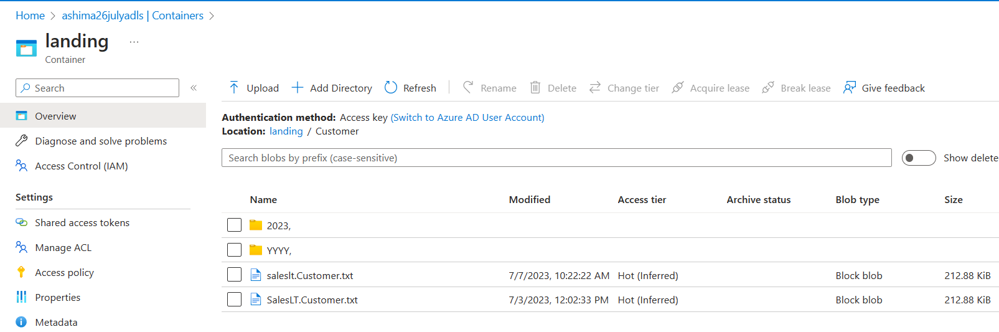 Home > ashima26julyadls | Containers >
landing ...
Container
Search «
Upload Add Directory Refresh Rename Delete Change tier Acquire lease Break lease Give feedback
Overview
Diagnose and solve problems
Access Control (IAM)
Settings
Shared access tokens
Manage ACL
Access policy
Properties
Metadata
Authentication method: Access key (Switch to Azure AD User Account)
Location: landing / Customer
Search blobs by prefix (case-sensitive) Show delete
Name Modified Access tier Archive status Blob type Size
2023,
YYYY,
saleslt.Customer.txt 7/7/2023, 10:22:22 AM Hot (Inferred) Block blob 212.88 KiB
SalesLT.Customer.txt 7/3/2023, 12:02:33 PM Hot (Inferred) Block blob 212.88 KiB